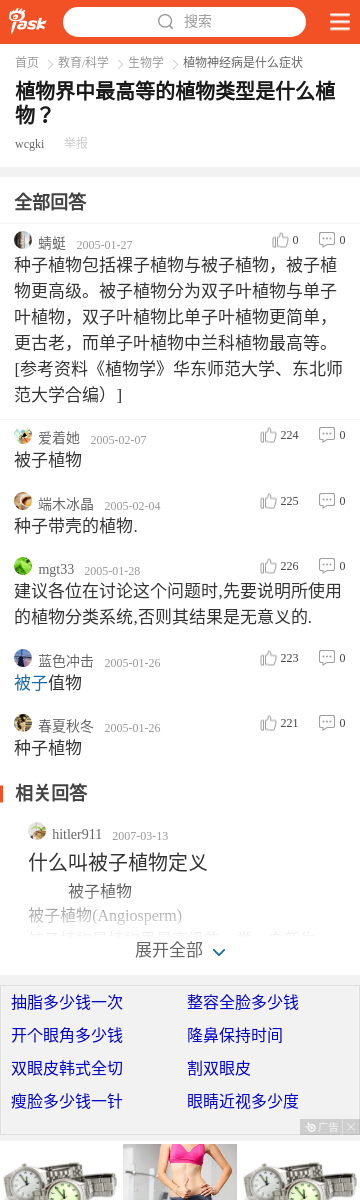 iask 搜索
首页 教育/科学 生物学 植物神经病是什么症状
植物界中最高等的植物类型是什么植
物？
wcgki 举报
全部回答
蜻蜓 2005-01-27 0 0
种子植物包括裸子植物与被子植物，被子植
物更高级。被子植物分为双子叶植物与单子
叶植物，双子叶植物比单子叶植物更简单，
更古老，而单子叶植物中兰科植物最高等。
[参考资料《植物学》华东师范大学、东北师
范大学合编）]
爱着她 2005-02-07 224 0
被子植物
端木冰晶 2005-02-04 225 0
种子带壳的植物.
mgt33 2005-01-28 226 0
建议各位在讨论这个问题时,先要说明所使用
的植物分类系统,否则其结果是无意义的.
蓝色冲击 2005-01-26 223 0
被子值物
春夏秋冬 2005-01-26 221 0
种子植物
相关回答
hitler911 2007-03-13
什么叫被子植物定义
被子植物
被子植物(Angiosperm)
展开全部
抽脂多少钱一次 整容全脸多少钱
开个眼角多少钱 隆鼻保持时间
双眼皮韩式全切 割双眼皮
瘦脸多少钱一针 眼睛近视多少度
广告